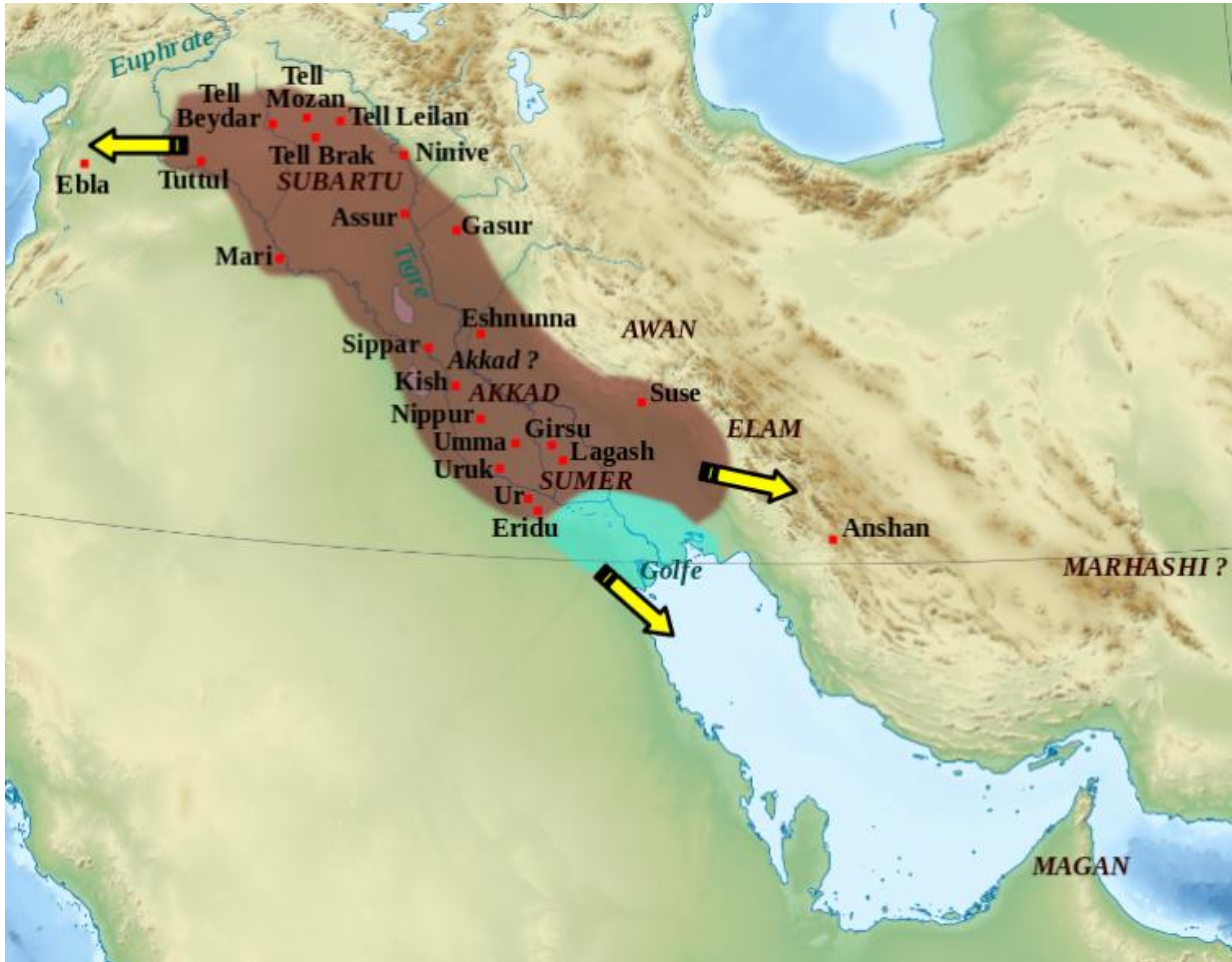 Euphrate
Tell
Mozan
Tell
Beydar
Tell Leilan
Tell Brak
Ninive
Ebla
Tuttul
SUBARTU
Assur
Gasur
Mari
Tigre
Eshnunna
AWAN
Sippar
Akkad ?
Kish
AKKAD
Suse
Nippur
ELAM
Umma
Girsu
Lagash
Uruk
SUMER
Ur
Eridu
Anshan
Golfe
MARHASHI ?
MAGAN